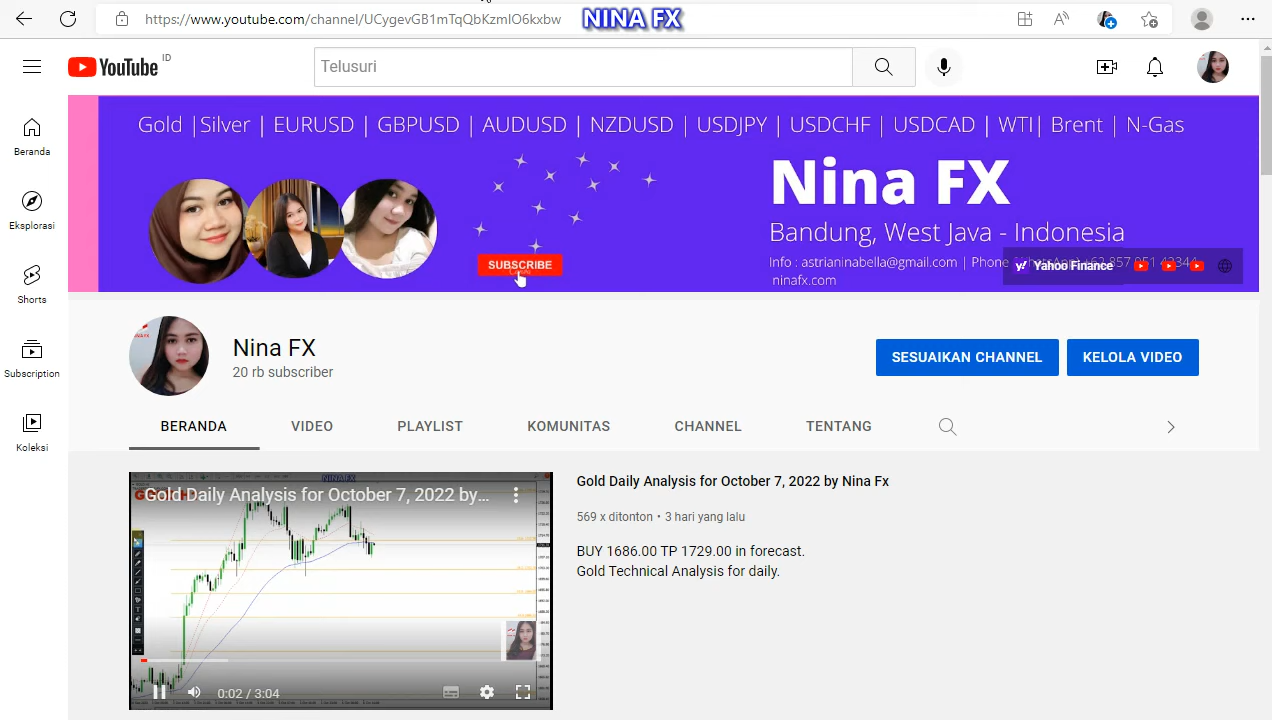 https://www.youtube.com/channel/UCygevGB1mTqQbKzmIO6kxbw
NINA FX
YouTube ID
Telusuri
Beranda
Eksplorasi
Shorts
Subscription
Koleksi
Gold | Silver | EURUSD | GBPUSD | AUDUSD | NZDUSD | USDJPY | USDCHF | USDCAD | WTI | Brent | N-Gas
Nina FX
Bandung, West Java - Indonesia
Info : astrianinabella@gmail.com | Phone
ninafx.com
Yahoo Finance
SUBSCRIBE
Nina FX
20 rb subscriber
SESUAIKAN CHANNEL
KELOLA VIDEO
BERANDA VIDEO PLAYLIST KOMUNITAS CHANNEL TENTANG
Gold Daily Analysis for October 7, 2022 by...
0:02 / 3:04
Gold Daily Analysis for October 7, 2022 by Nina Fx
569 x ditonton • 3 hari yang lalu
BUY 1686.00 TP 1729.00 in forecast.
Gold Technical Analysis for daily.